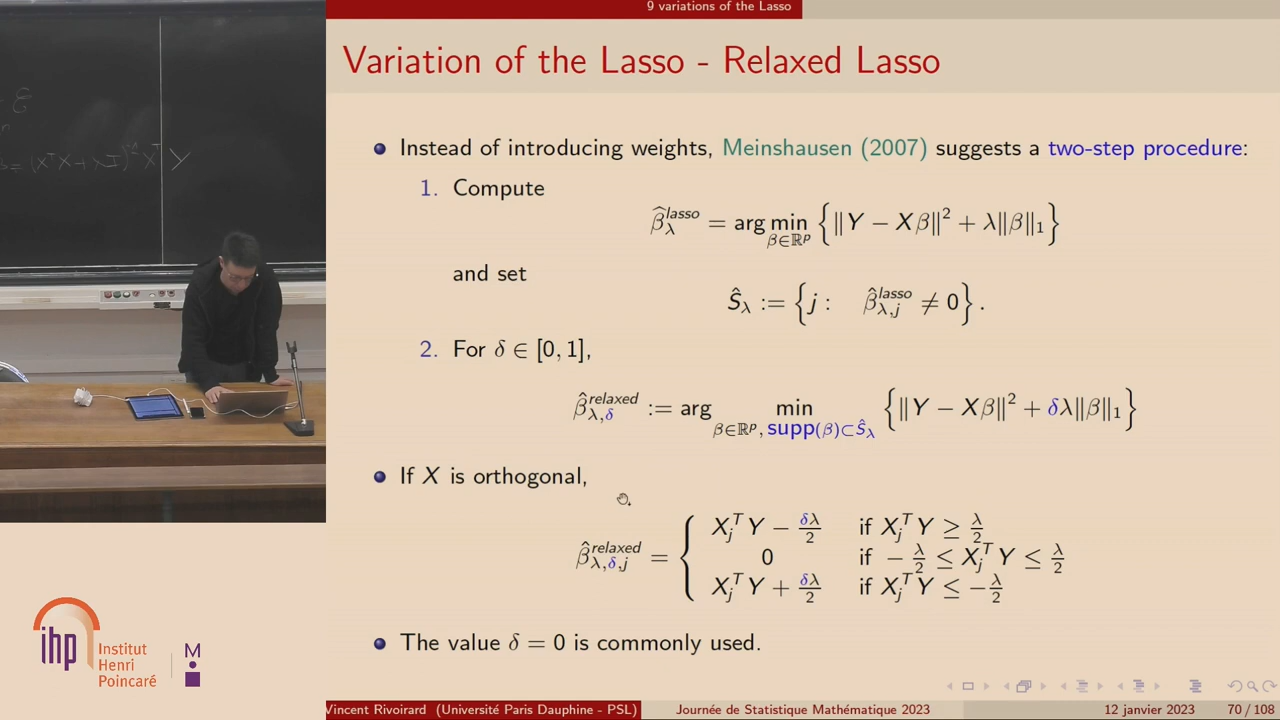 9 variations of the Lasso
Variation of the Lasso - Relaxed Lasso
Instead of introducing weights, Meinshausen (2007) suggests a two-step procedure:
1. Compute
β̂_λ^{lasso} = arg min_{β∈ℝ^p} {‖Y − Xβ‖² + λ‖β‖₁}
and set
Ŝ_λ := {j : β̂_{λ,j}^{lasso} ≠ 0}.
2. For δ ∈ [0, 1],
β̂_{λ,δ}^{relaxed} := arg min_{β∈ℝ^p, supp(β)⊂Ŝ_λ} {‖Y − Xβ‖² + δλ‖β‖₁}
If X is orthogonal,
β̂_{λ,δ,j}^{relaxed} = { X_j^T Y − δλ/2 if X_j^T Y ≥ λ/2
0 if − λ/2 ≤ X_j^T Y ≤ λ/2
X_j^T Y + δλ/2 if X_j^T Y ≤ −λ/2
The value δ = 0 is commonly used.
ihp Institut
Henri
Poincaré
M
Vincent Rivoirard (Université Paris Dauphine - PSL) Journée de Statistique Mathématique 2023 12 janvier 2023 70 / 108